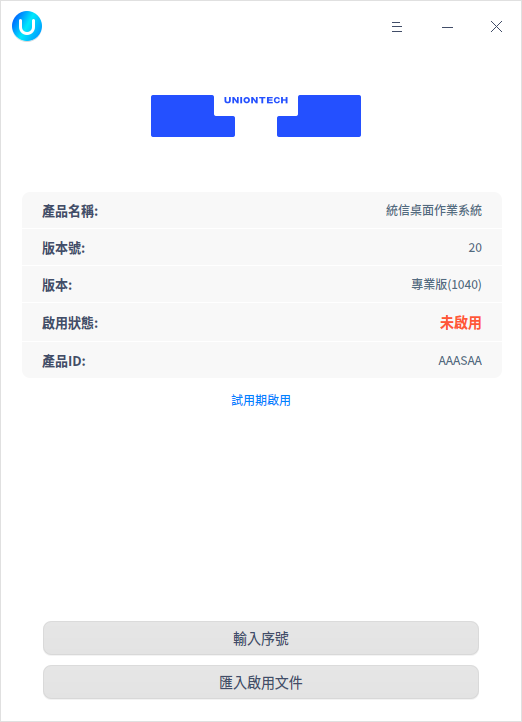 UNIONTECH
產品名稱: 統信桌面作業系統
版本號: 20
版本: 專業版(1040)
啟用狀態: 未啟用
產品ID: AAASAA
試用期啟用
輸入序號
匯入啟用文件